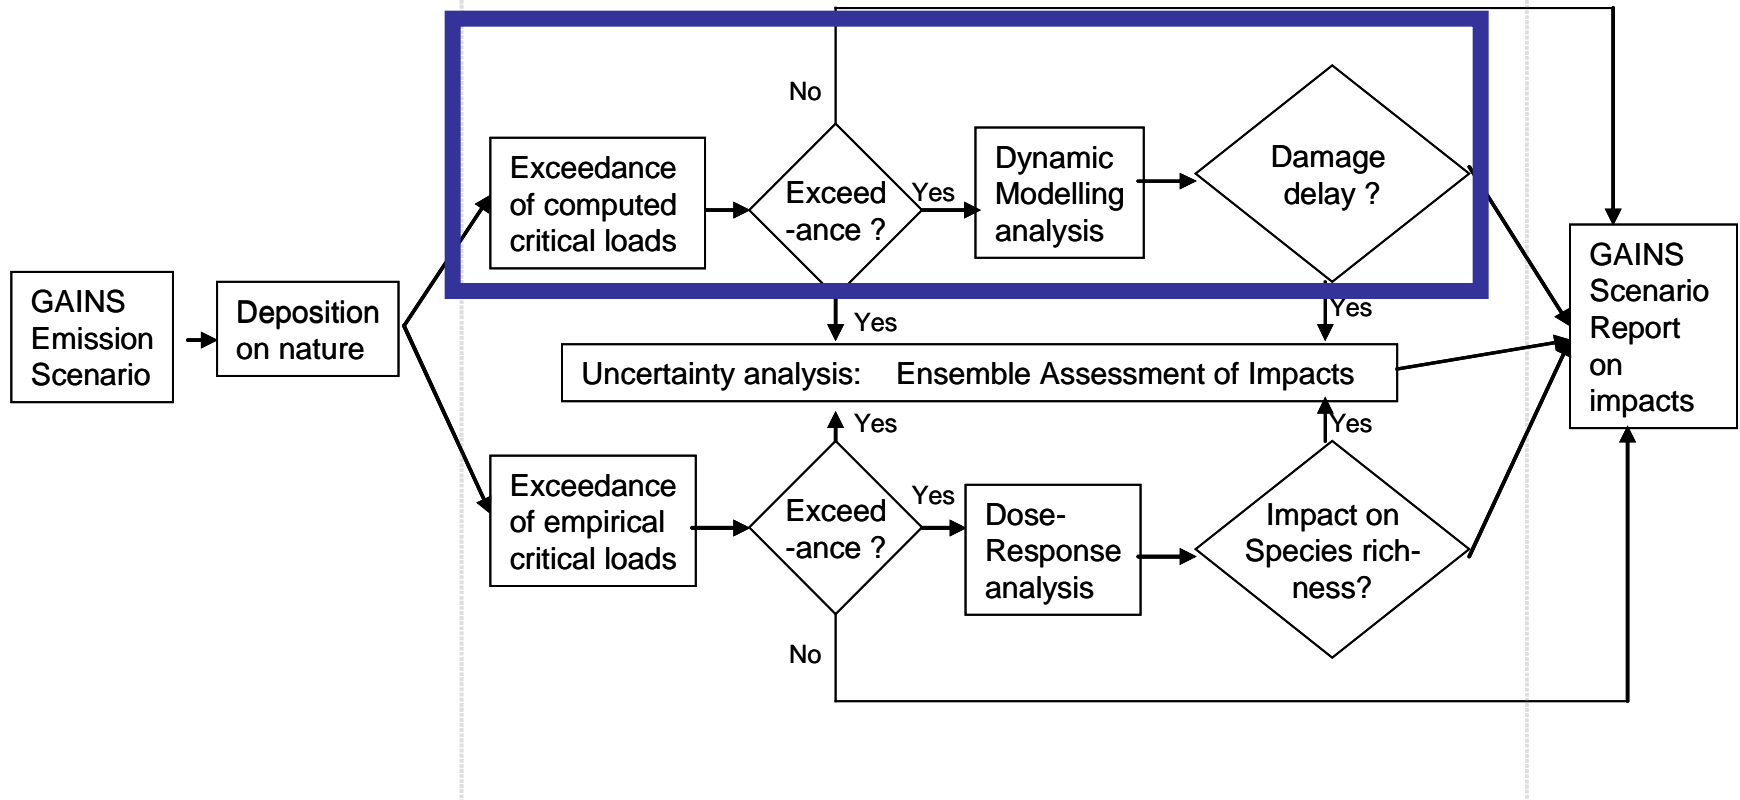 No
Exceedance
of computed
critical loads
Exceed
-ance ?
Yes
Dynamic
Modelling
analysis
Damage
delay ?
GAINS
Emission
Scenario
Deposition
on nature
Yes
Yes
Uncertainty analysis: Ensemble Assessment of Impacts
Yes
Yes
GAINS
Scenario
Report
on
impacts
Exceedance
of empirical
critical loads
Exceed
-ance ?
Yes
Dose-
Response
analysis
Impact on
Species rich-
ness?
No